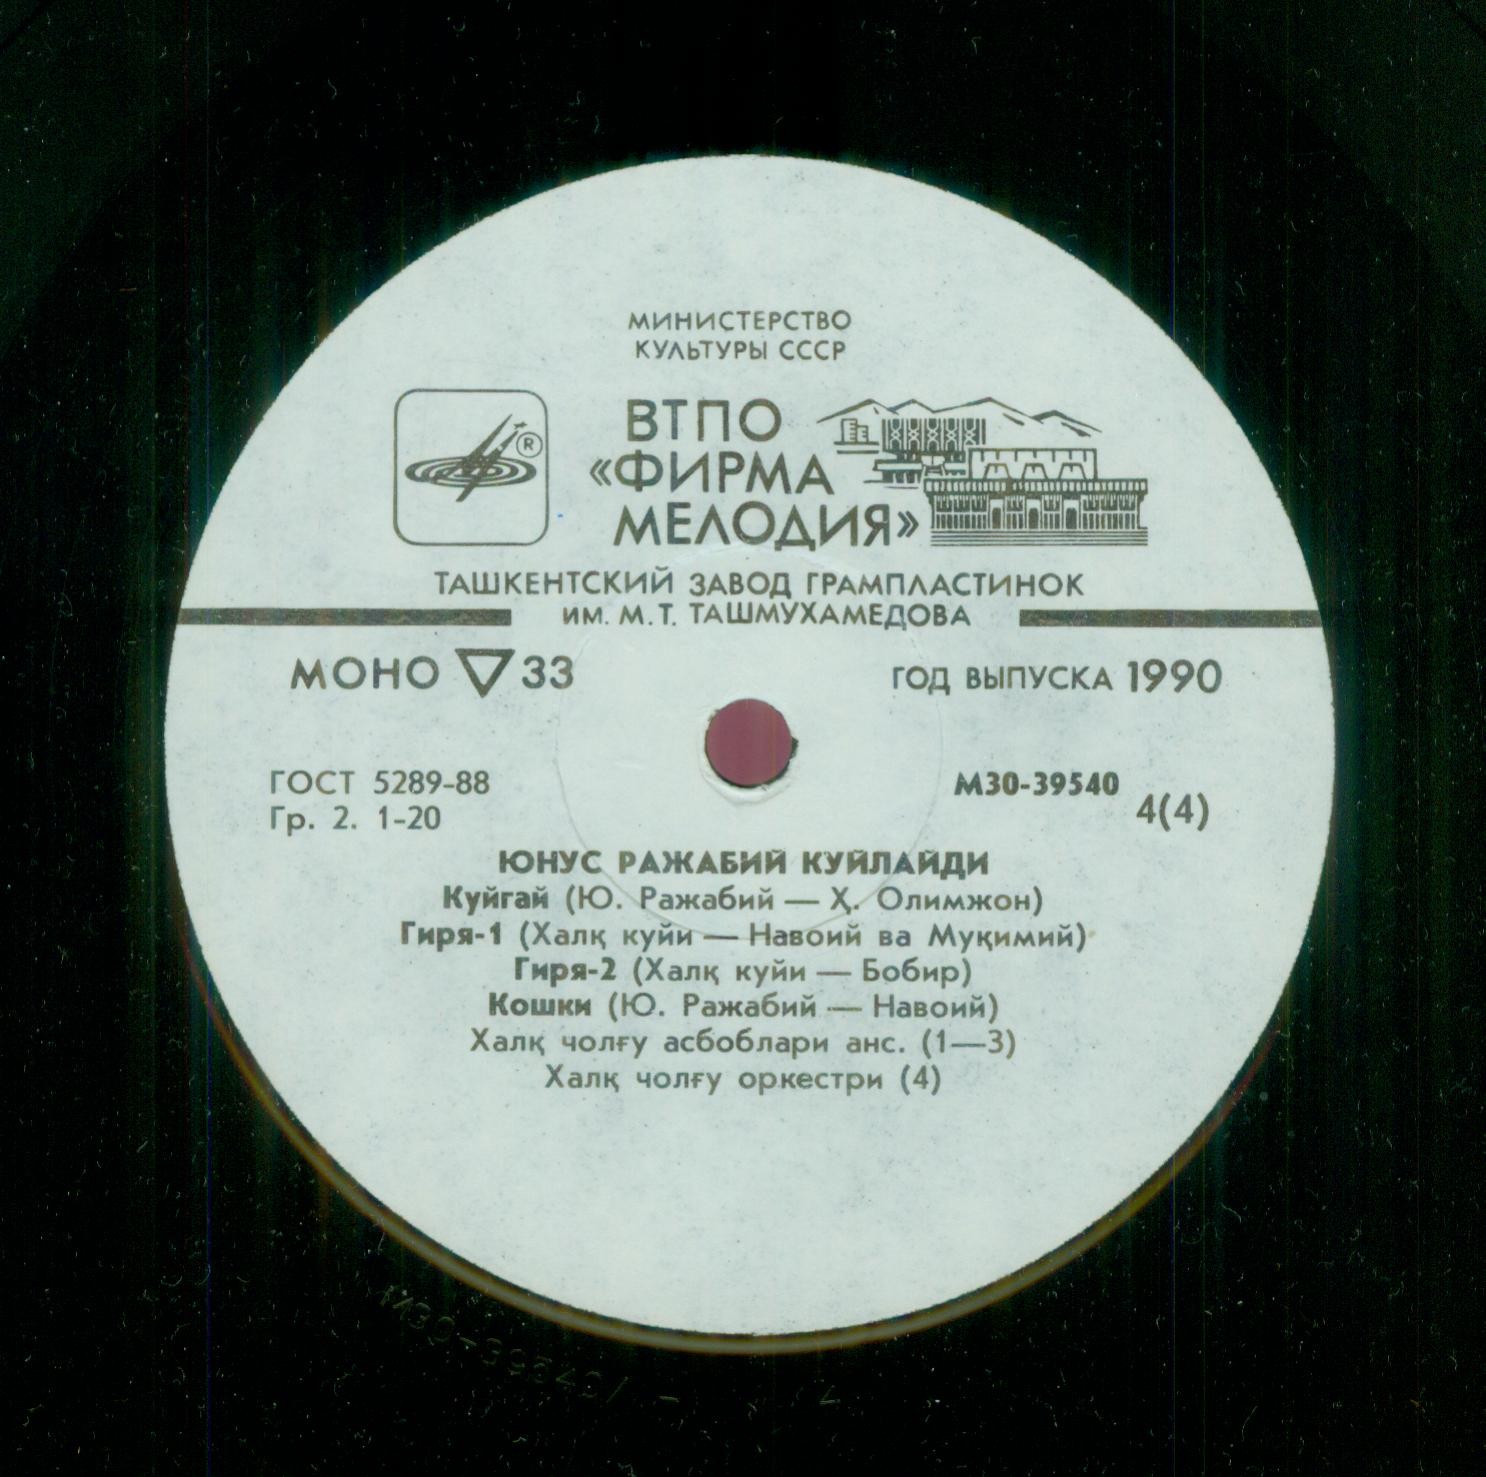 МИНИСТЕРСТВО
КУЛЬТУРЫ СССР
ВТПО
«ФИРМА
МЕЛОДИЯ»
®
ТАШКЕНТСКИЙ ЗАВОД ГРАМПЛАСТИНОК
ИМ. М.Т. ТАШМУХАМЕДОВА
МОНО 33
ГОД ВЫПУСКА 1990
ГОСТ 5289-88
Гр. 2. 1-20
М30-39540
4(4)
ЮНУС РАЖАБИЙ КУЙЛАЙДИ
Куйгай (Ю. Ражабий — Ҳ. Олимжон)
Гиря-1 (Халқ куйи — Навоий ва Муқимий)
Гиря-2 (Халқ куйи — Бобир)
Кошки (Ю. Ражабий — Навоий)
Халқ чолғу асбоблари анс. (1—3)
Халқ чолғу оркестри (4)